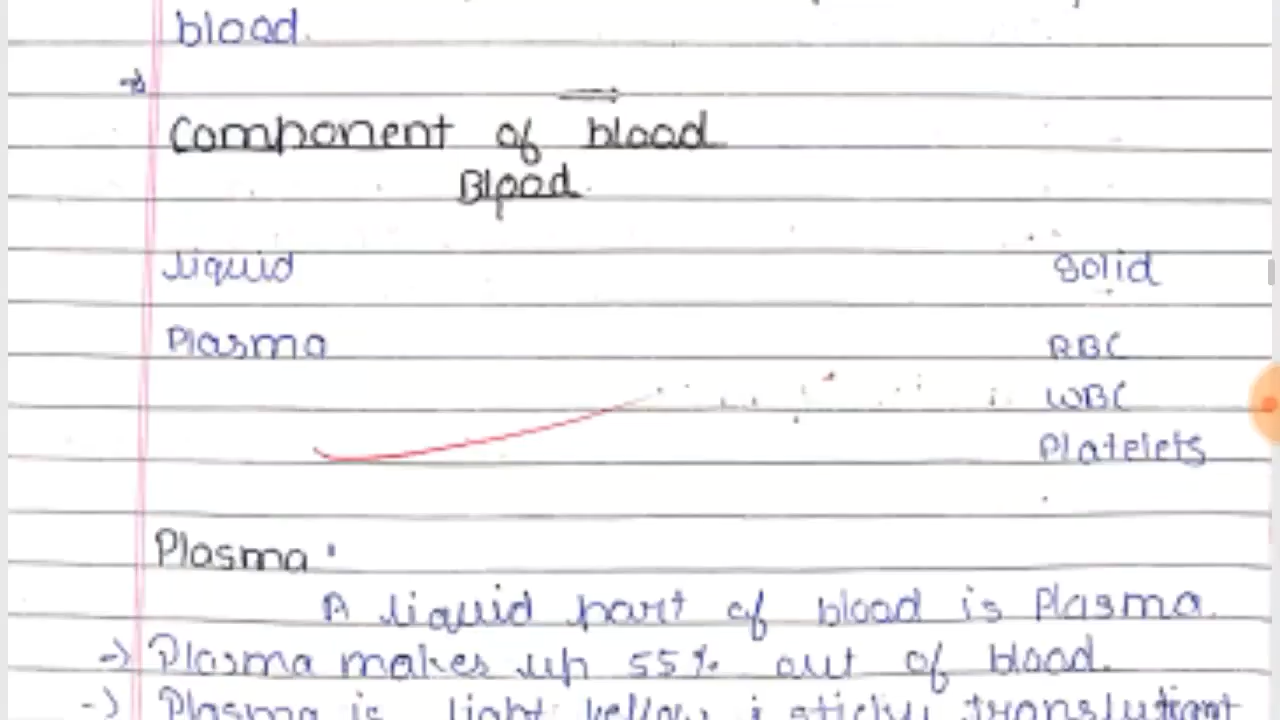 blood.
Component of blood
Blood
Liquid Solid
Plasma RBC
WBC
Platelets
Plasma
A liquid part of blood is Plasma.
→ Plasma makes up 55% out of blood.
→ Plasma is light yellow, sticky,